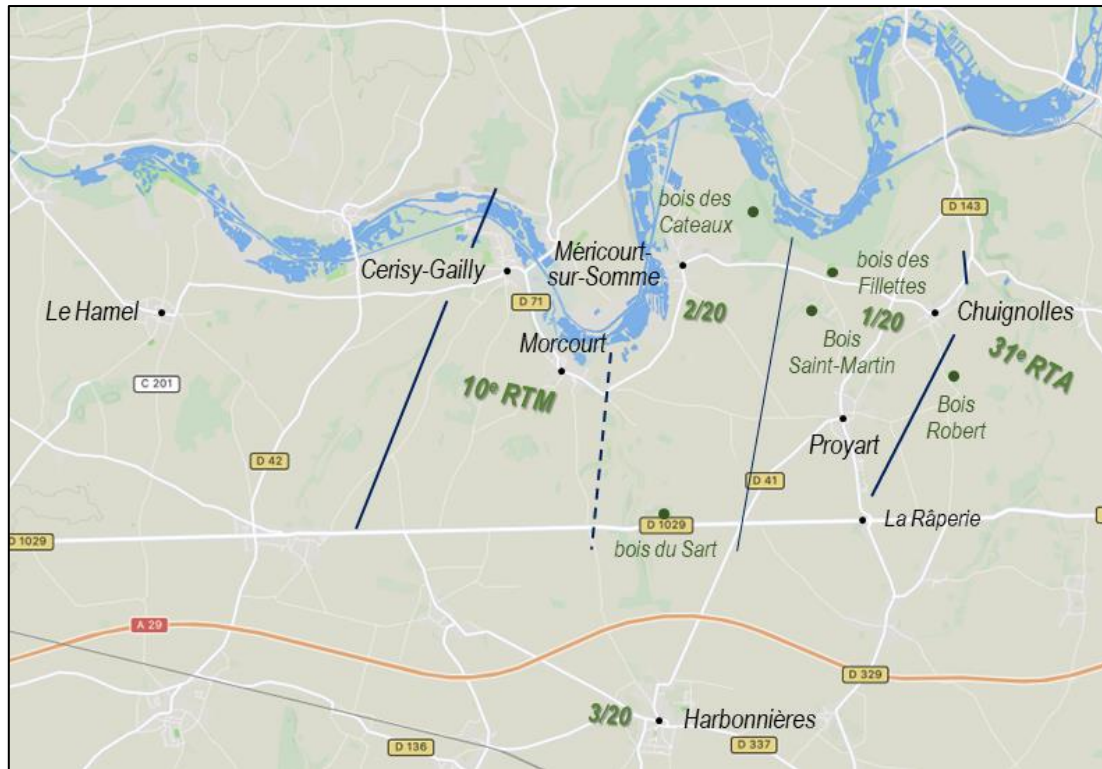 bois des
Cateaux
D 143
Méricourt-
sur-Somme
Cerisy-Gailly
bois des
Fillettes
D 71
2/20
1/20
Le Hamel
Chuignolles
Morcourt
Bois
Saint-Martin
31e RTA
C 201
10e RTM
Bois
Robert
Proyart
D 42
D 41
La Râperie
D 1029
D 1029
bois du Sart
A 29
D 329
3/20
Harbonnières
D 136
D 337